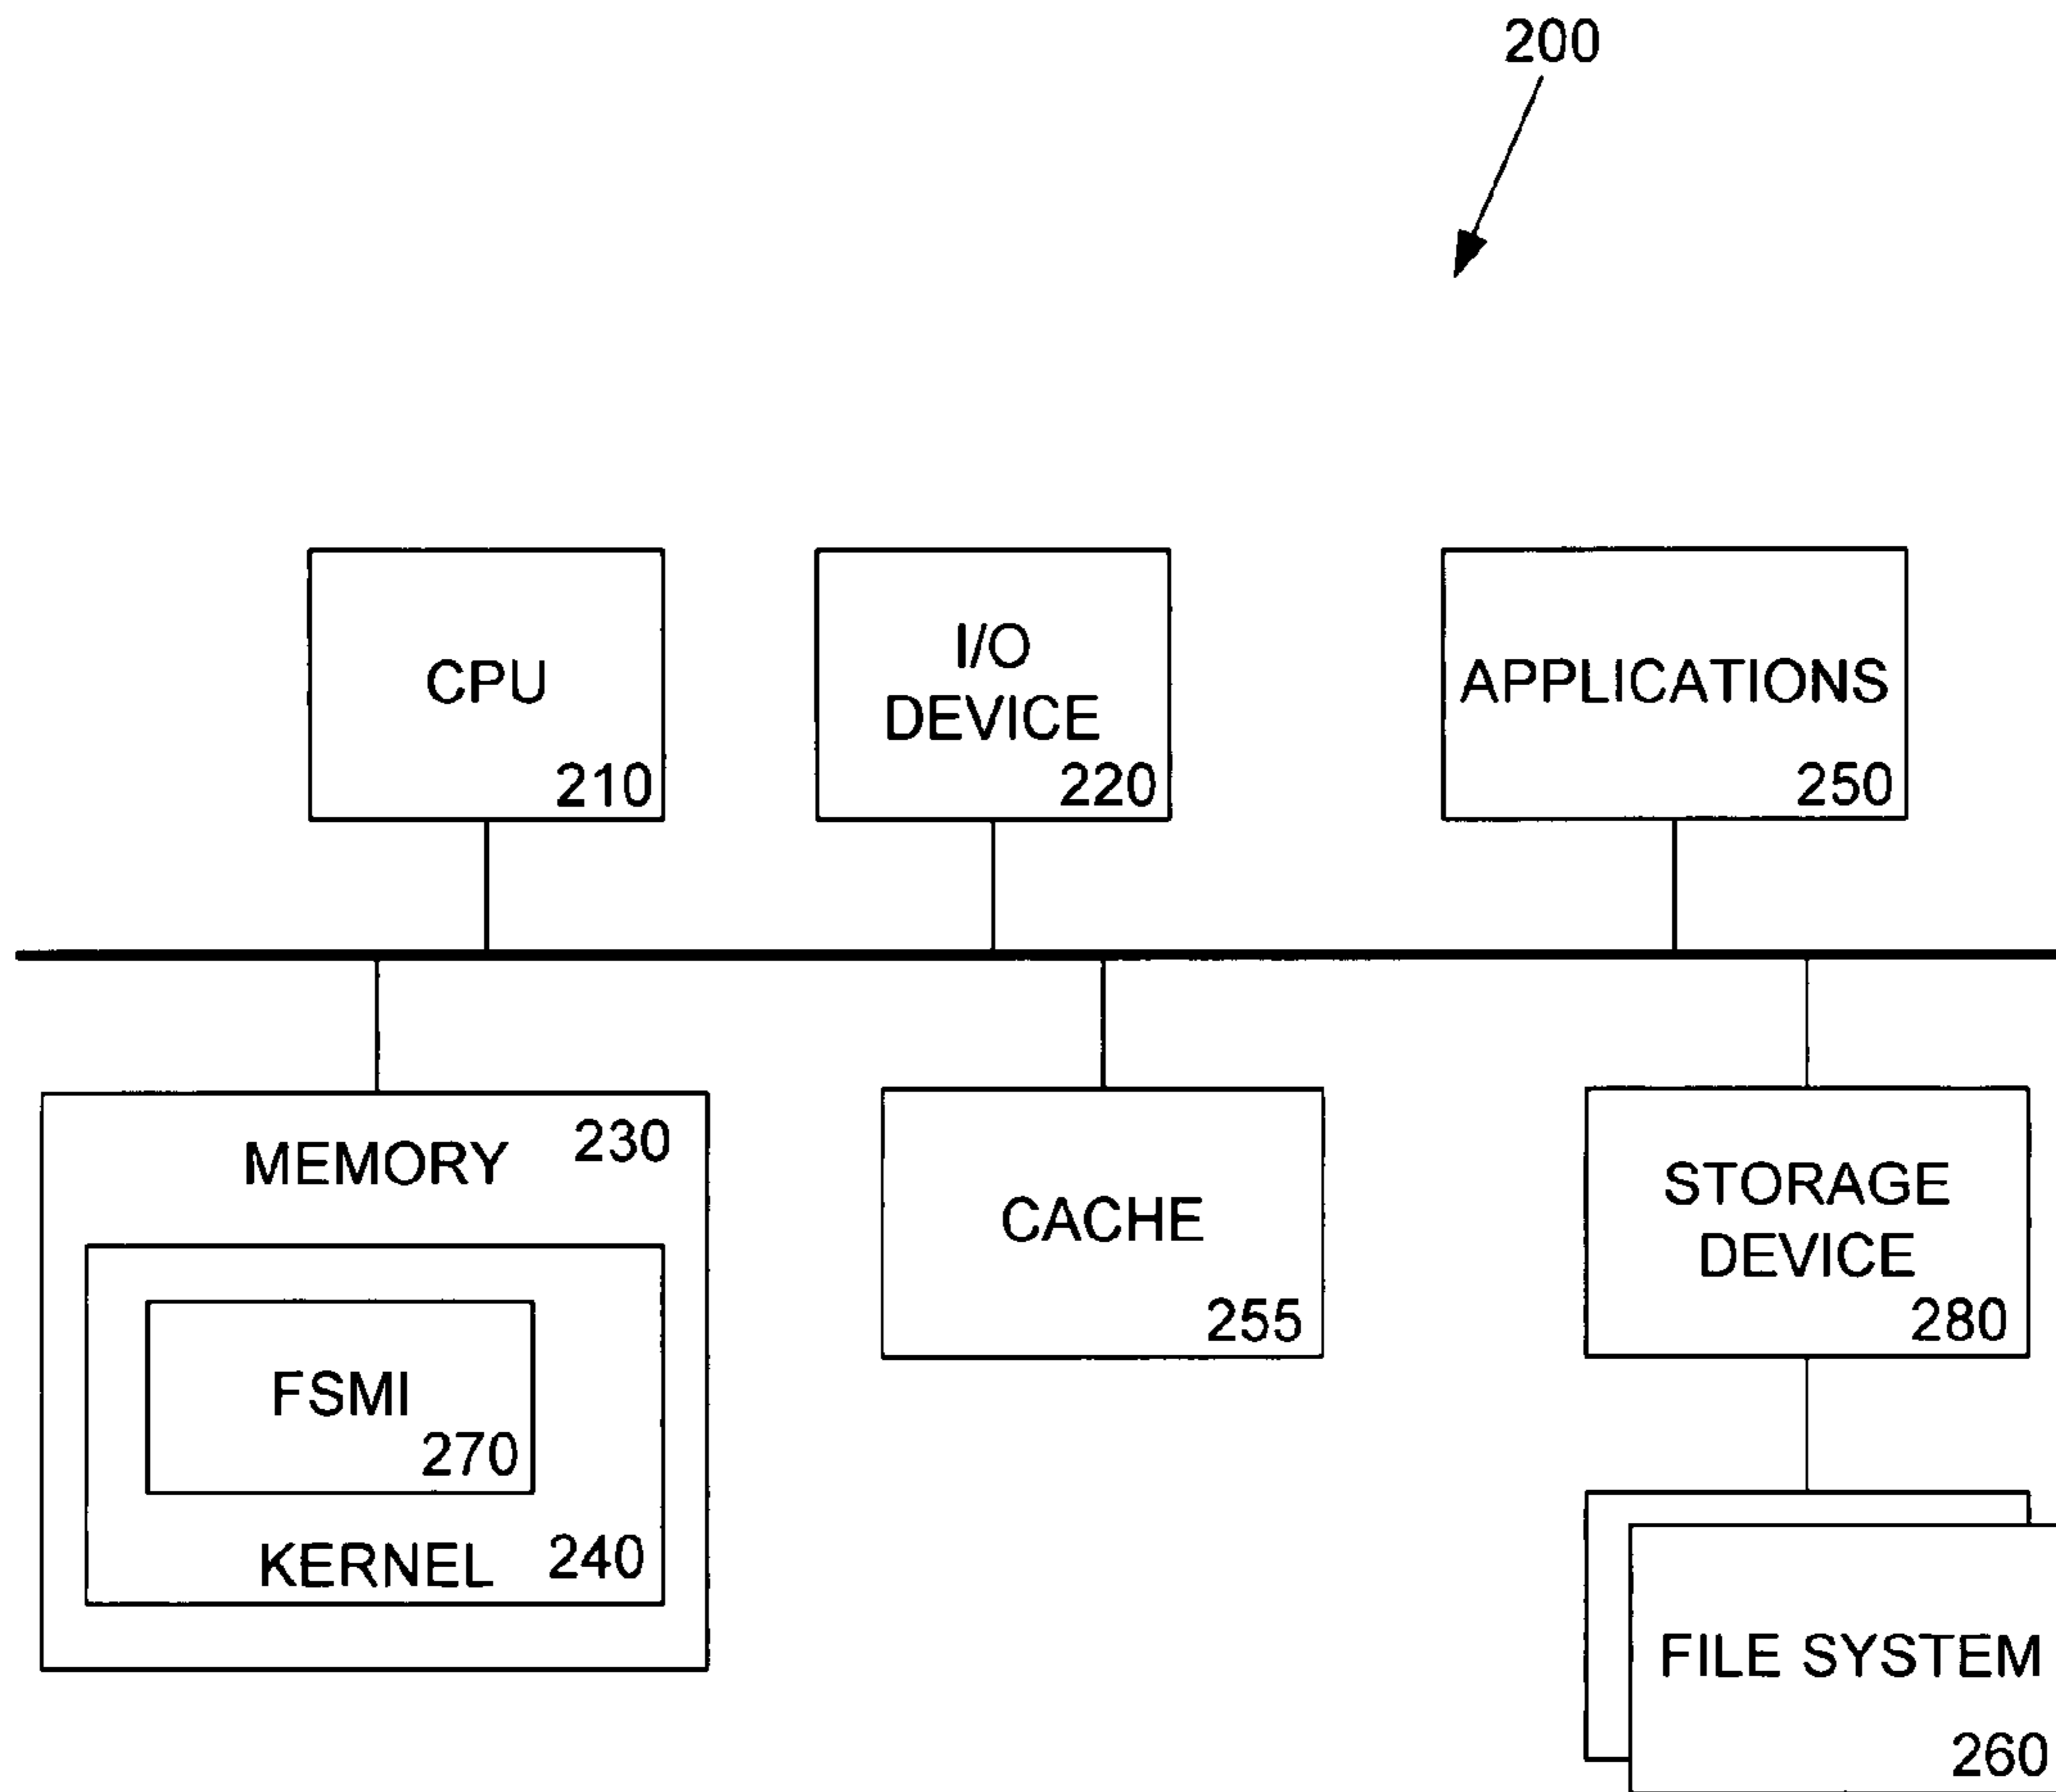 200
CPU
210
I/O
DEVICE
220
APPLICATIONS
250
MEMORY 230
FSMI
270
KERNEL 240
CACHE
255
STORAGE
DEVICE
280
FILE SYSTEM
260